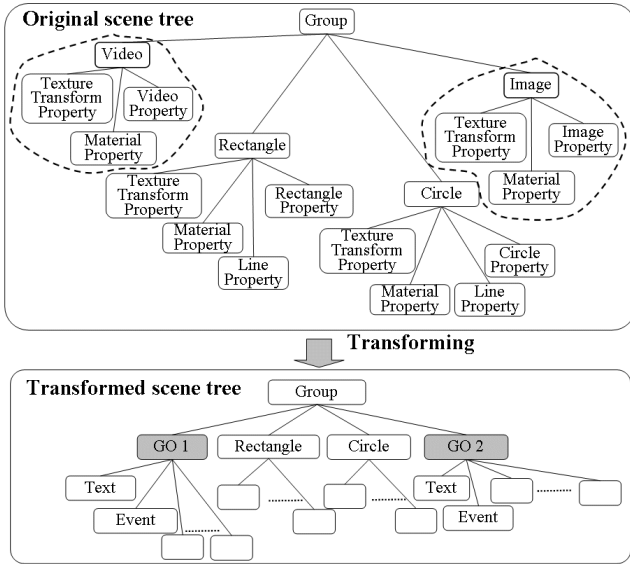 Original scene tree
Group
Video
Texture
Transform
Property
Video
Property
Material
Property
Image
Texture
Transform
Property
Image
Property
Material
Property
Rectangle
Texture
Transform
Property
Rectangle
Property
Material
Property
Line
Property
Circle
Texture
Transform
Property
Circle
Property
Material
Property
Line
Property
Transforming
Transformed scene tree
Group
GO 1
Rectangle
Circle
GO 2
Text
Event
Text
Event